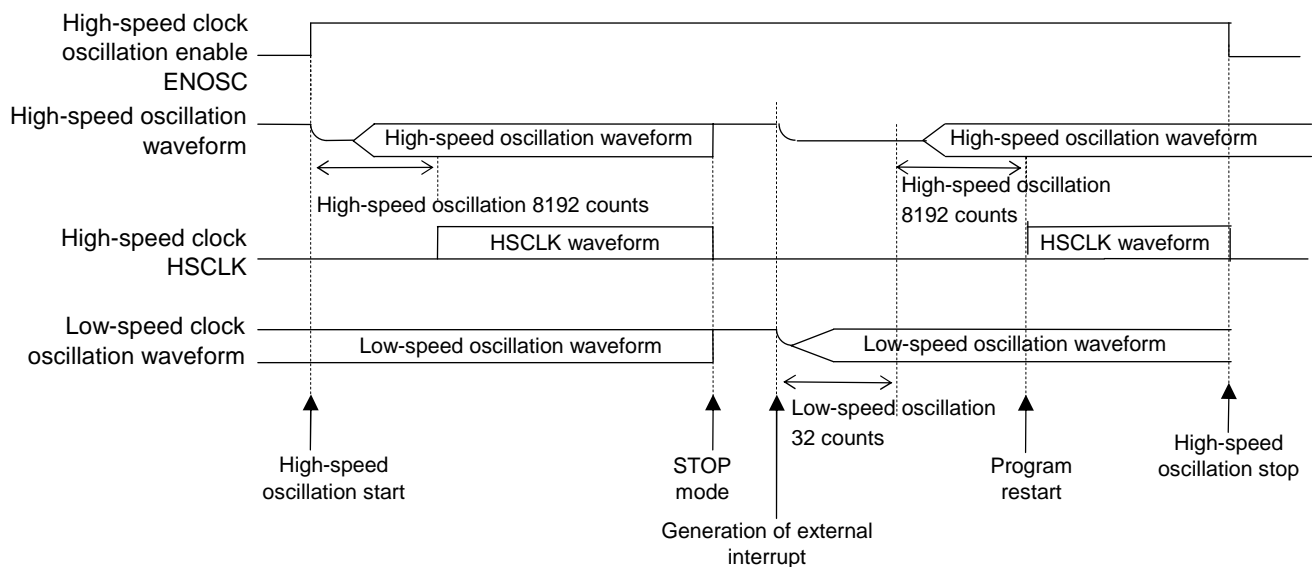 High-speed clock
oscillation enable
ENOSC
High-speed oscillation
waveform
High-speed oscillation waveform
High-speed oscillation waveform
High-speed oscillation 8192 counts
High-speed oscillation
8192 counts
High-speed clock
HSCLK
HSCLK waveform
HSCLK waveform
Low-speed clock
oscillation waveform
Low-speed oscillation waveform
Low-speed oscillation waveform
Low-speed oscillation
32 counts
High-speed
oscillation start
STOP
mode
Generation of external
interrupt
Program
restart
High-speed
oscillation stop